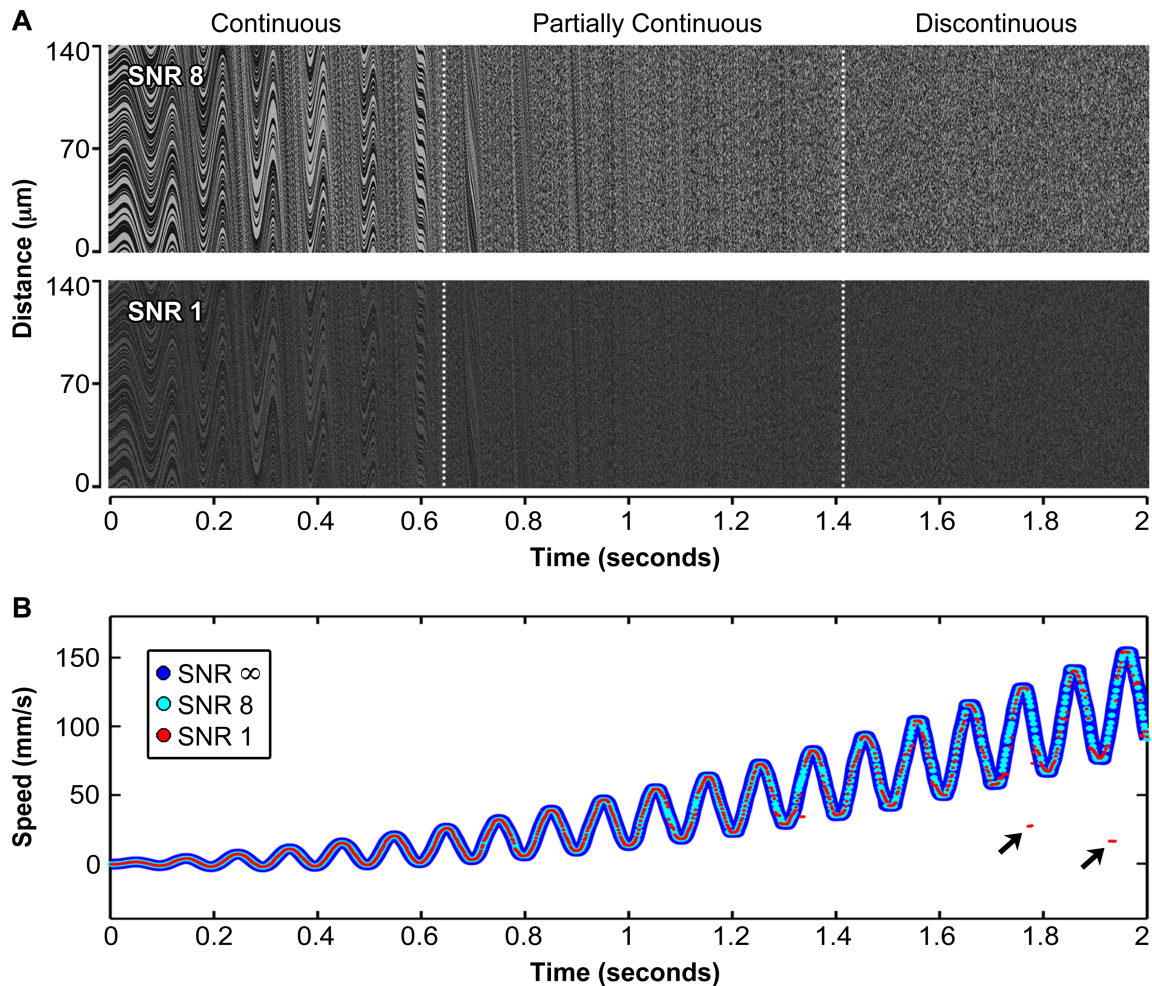 A
Continuous Partially Continuous Discontinuous
140
SNR 8
70
0
140
SNR 1
70
0
Distance (μm)
0 0.2 0.4 0.6 0.8 1 1.2 1.4 1.6 1.8 2
Time (seconds)
B
150
100
50
0
Speed (mm/s)
SNR ∞
SNR 8
SNR 1
0 0.2 0.4 0.6 0.8 1 1.2 1.4 1.6 1.8 2
Time (seconds)